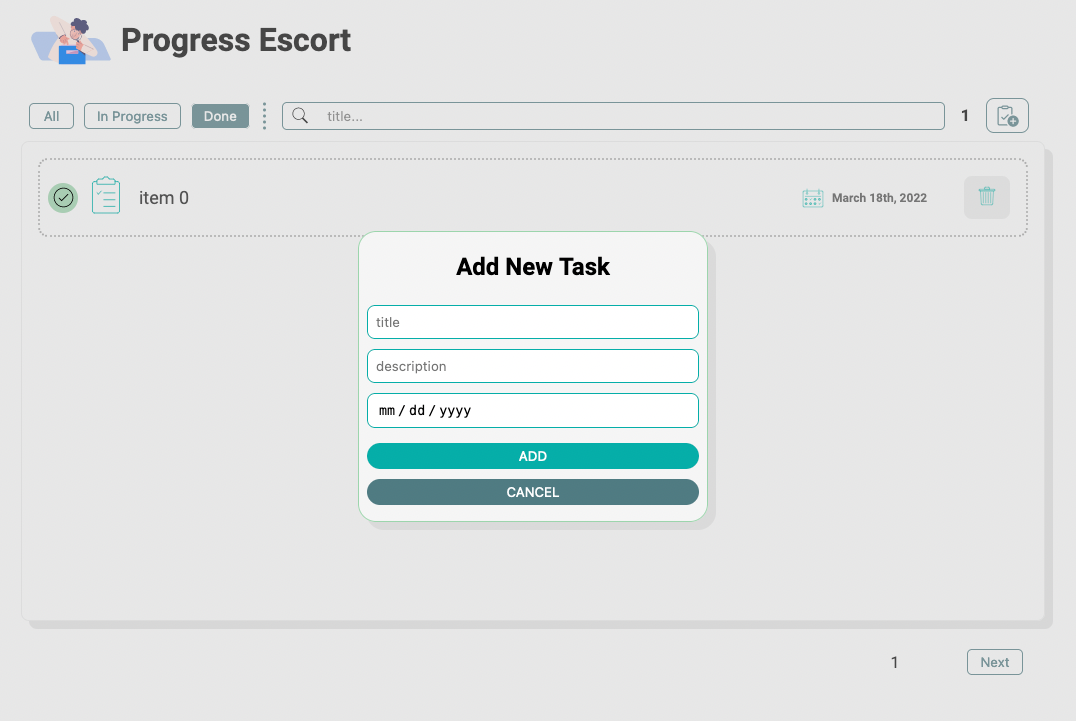 Progress Escort
All In Progress Done title... 1
item 0 March 18th, 2022
Add New Task
title
description
mm / dd / yyyy
ADD
CANCEL
1 Next